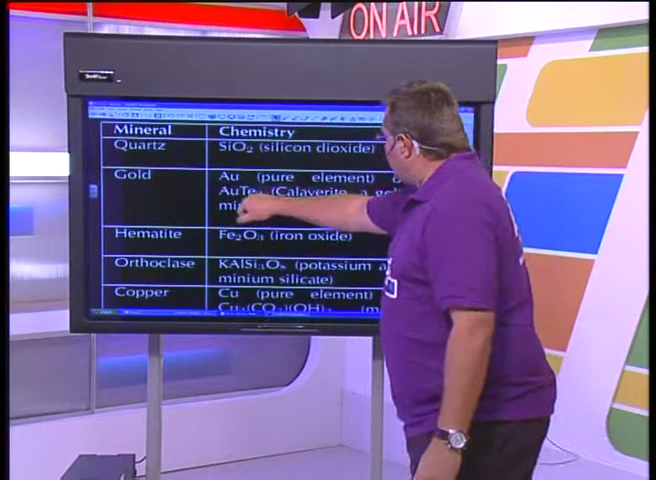 ON AIR
Mineral Chemistry
Quartz SiO₂ (silicon dioxide)
Gold Au (pure element)
AuTe₂ (Calaverite, a
Hematite Fe₂O₃ (iron oxide)
Orthoclase KAlSi₃O₈ (potassium
minium silicate)
Copper Cu (pure element)